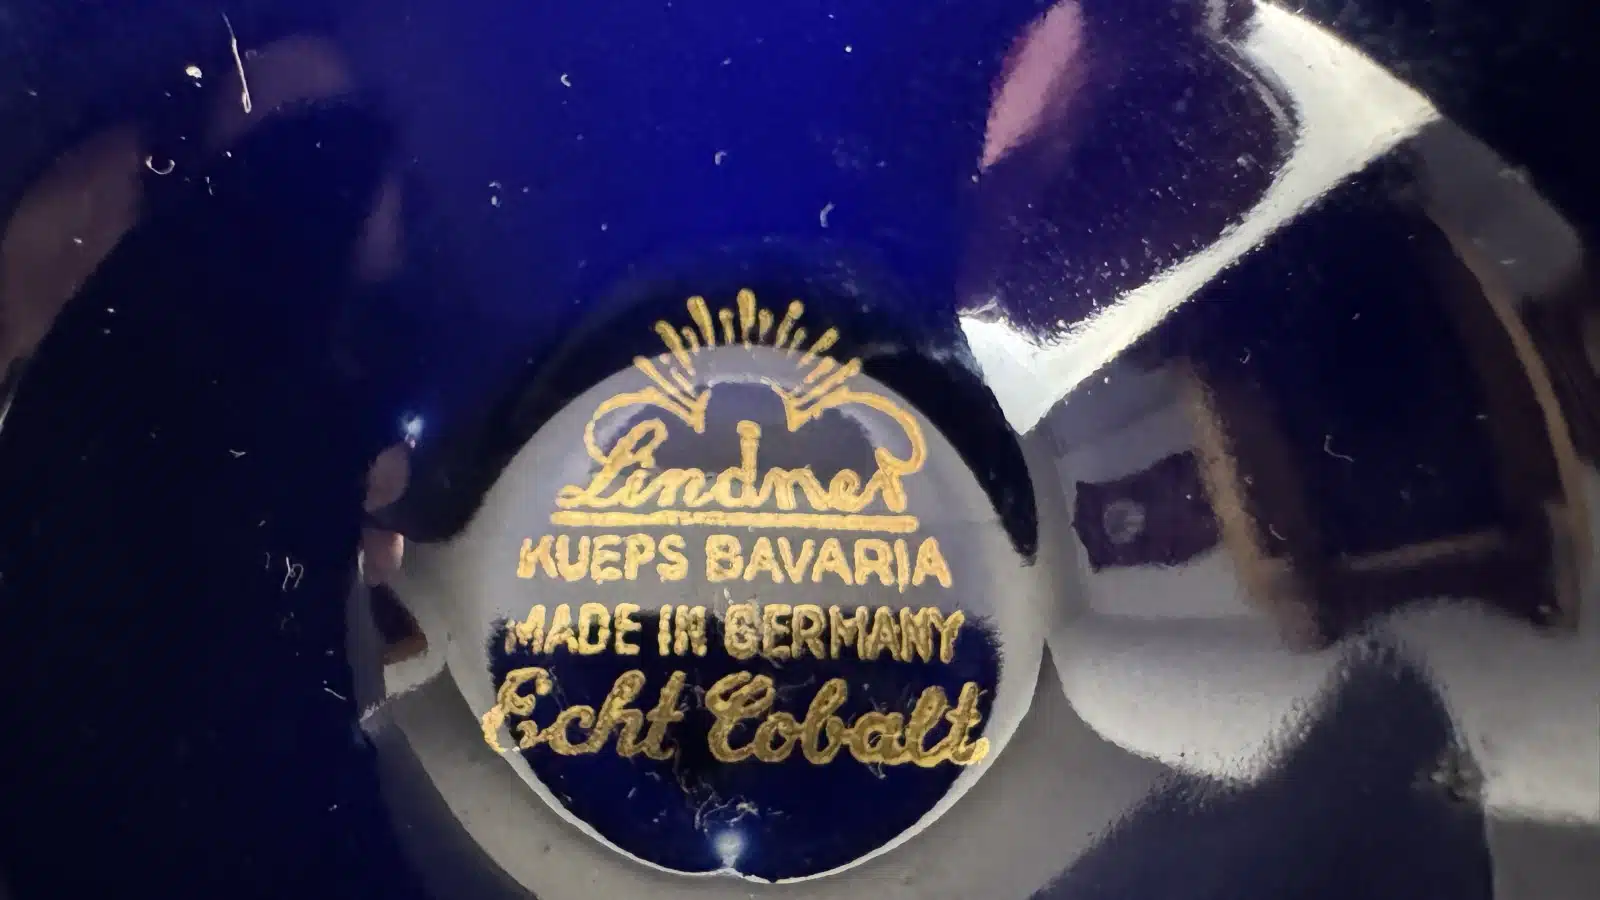 Lindner
KUEPS BAVARIA
MADE IN GERMANY
Echt Cobalt